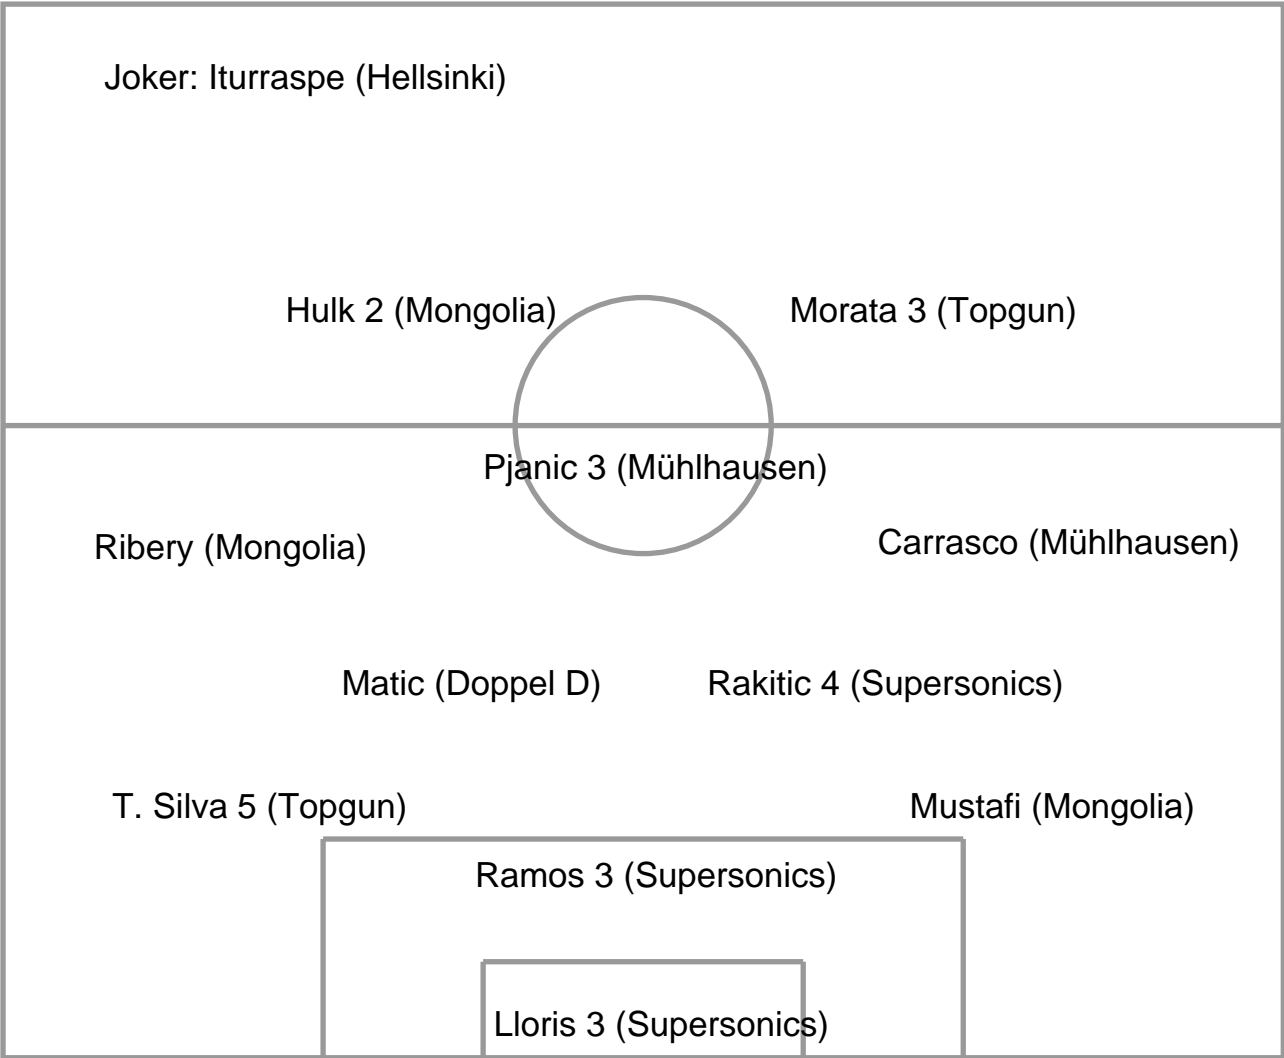 Joker: Iturraspe (Hellsinki)
Hulk 2 (Mongolia)
Morata 3 (Topgun)
Pjanic 3 (Mühlhausen)
Ribery (Mongolia)
Carrasco (Mühlhausen)
Matic (Doppel D)
Rakitic 4 (Supersonics)
T. Silva 5 (Topgun)
Mustafi (Mongolia)
Ramos 3 (Supersonics)
Lloris 3 (Supersonics)